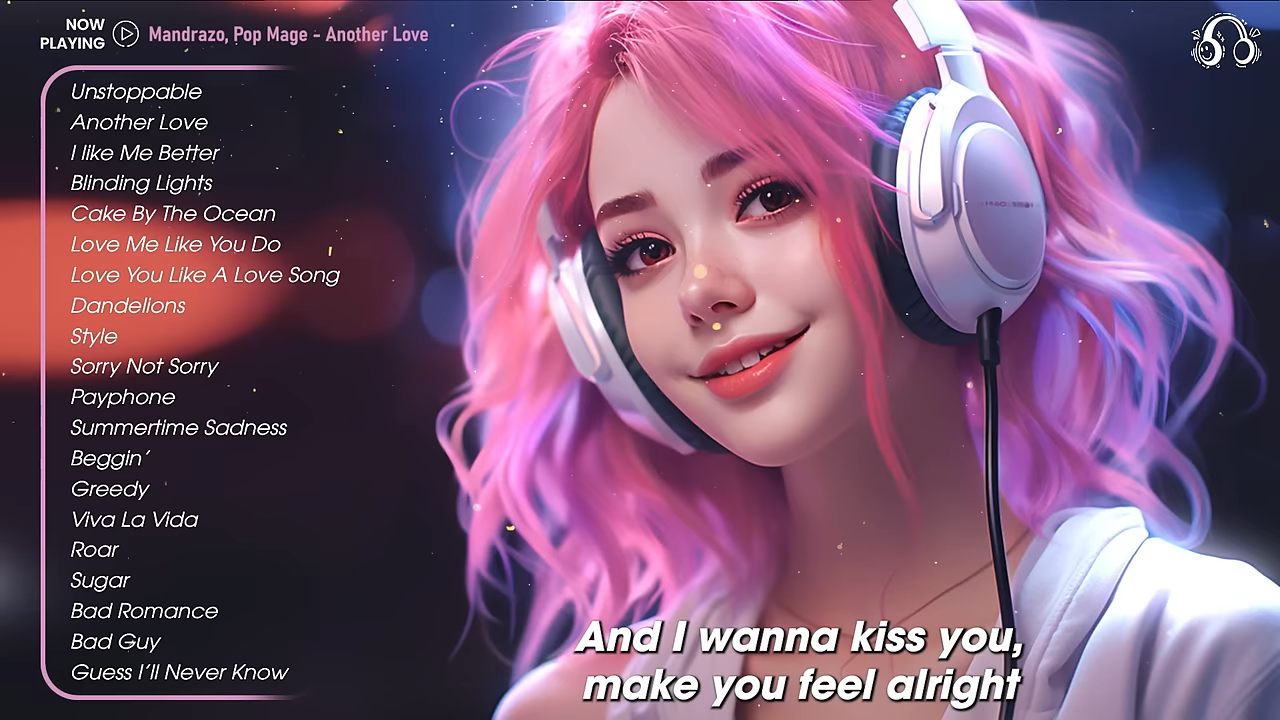 NOW
PLAYING
Mandrazo, Pop Mage - Another Love
Unstoppable
Another Love
I like Me Better
Blinding Lights
Cake By The Ocean
Love Me Like You Do
Love You Like A Love Song
Dandelions
Style
Sorry Not Sorry
Payphone
Summertime Sadness
Beggin'
Greedy
Viva La Vida
Roar
Sugar
Bad Romance
Bad Guy
Guess I'll Never Know
And I wanna kiss you,
make you feel alright